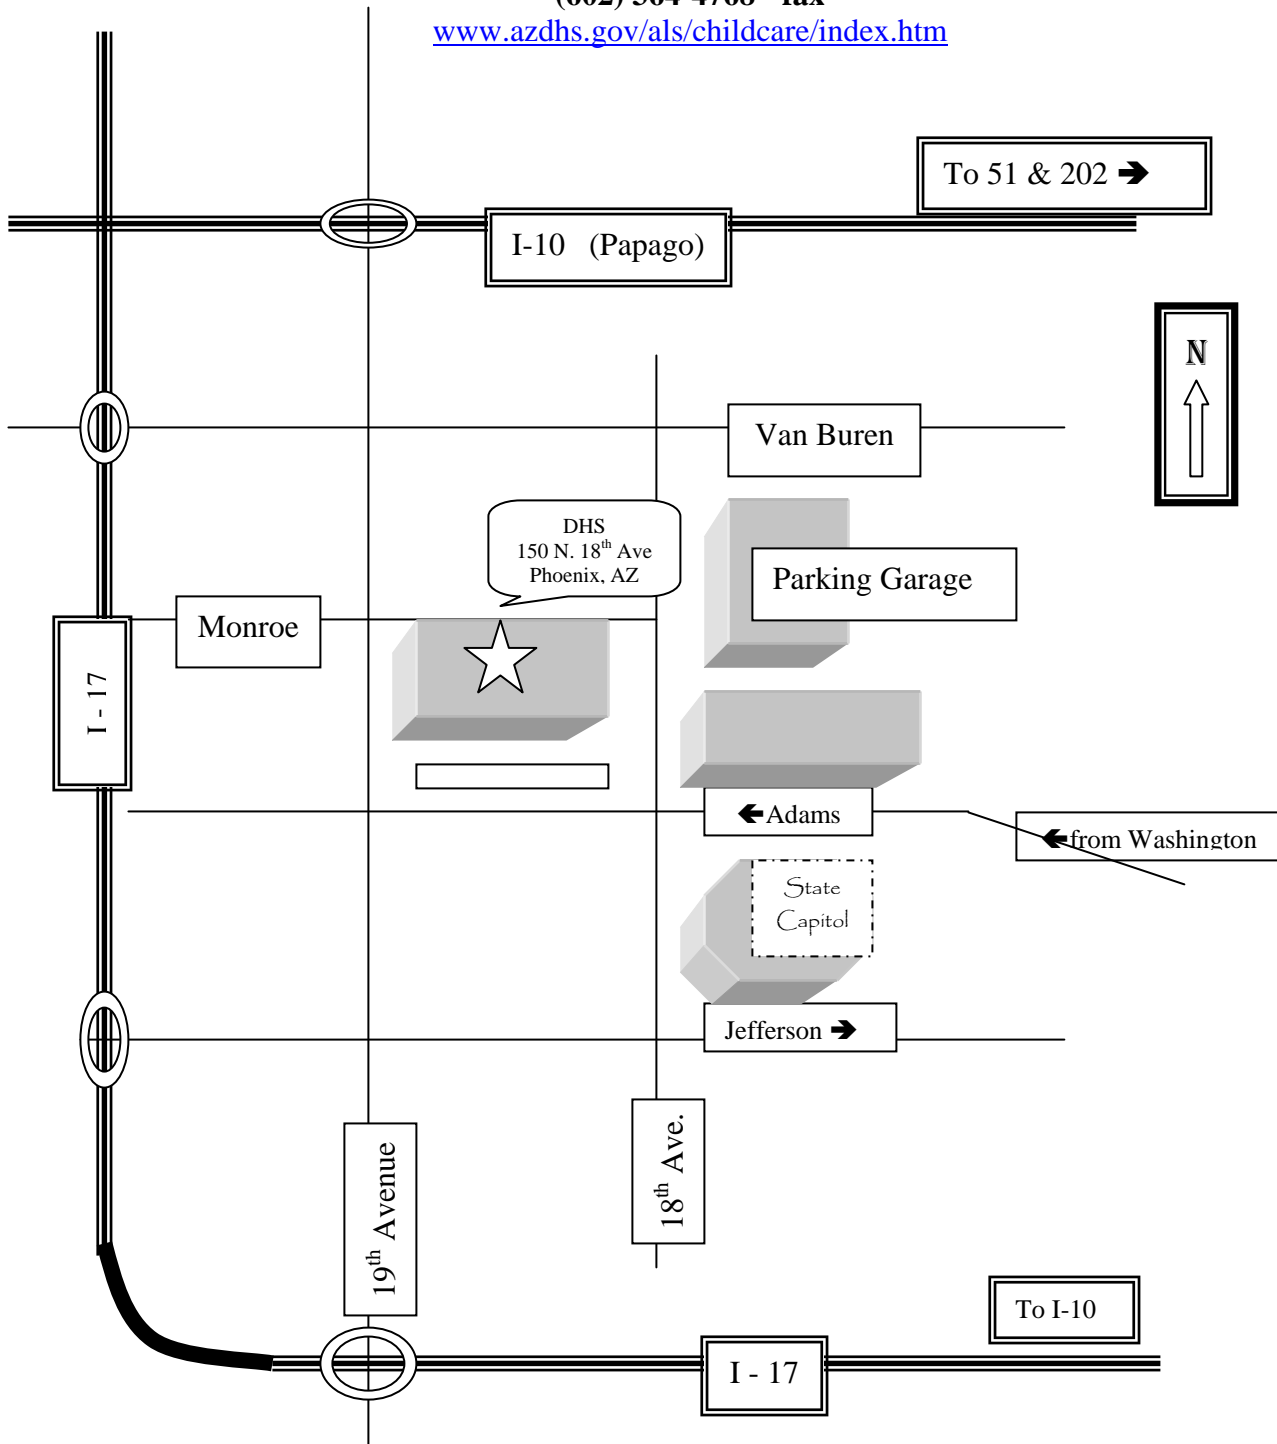 www.azdhs.gov/als/childcare/index.htm
To 51 & 202 ➔
I-10 (Papago)
N
Van Buren
DHS
150 N. 18th Ave
Phoenix, AZ
Parking Garage
Monroe
I - 17
🡸Adams
🡸from Washington
State
Capitol
Jefferson ➔
18th Ave.
19th Avenue
To I-10
I - 17